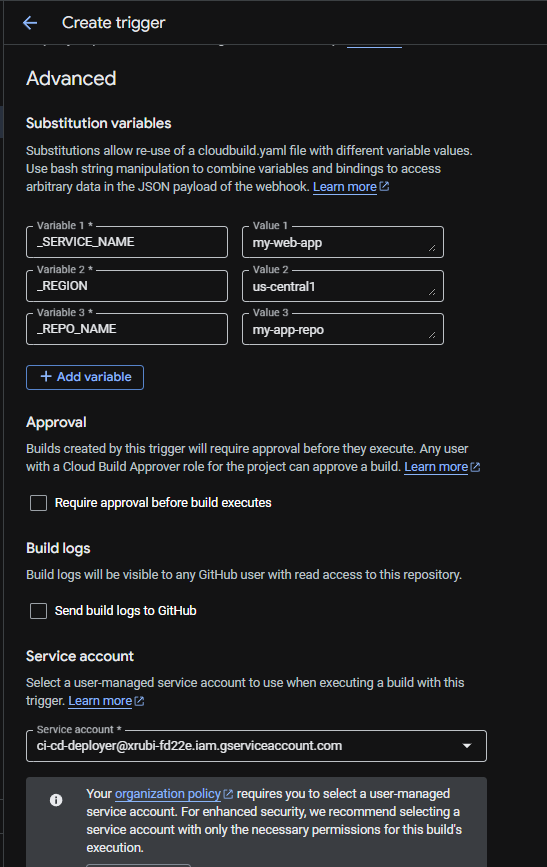 Create trigger
Advanced
Substitution variables
Substitutions allow re-use of a cloudbuild.yaml file with different variable values.
Use bash string manipulation to combine variables and bindings to access
arbitrary data in the JSON payload of the webhook. Learn more
Variable 1 * Value 1
_SERVICE_NAME my-web-app
Variable 2 * Value 2
_REGION us-central1
Variable 3 * Value 3
_REPO_NAME my-app-repo
+ Add variable
Approval
Builds created by this trigger will require approval before they execute. Any user
with a Cloud Build Approver role for the project can approve a build. Learn more
Require approval before build executes
Build logs
Build logs will be visible to any GitHub user with read access to this repository.
Send build logs to GitHub
Service account
Select a user-managed service account to use when executing a build with this
trigger. Learn more
Service account *
ci-cd-deployer@xrubi-fd22e.iam.gserviceaccount.com
Your organization policy requires you to select a user-managed
service account. For enhanced security, we recommend selecting a
service account with only the necessary permissions for this build's
execution.